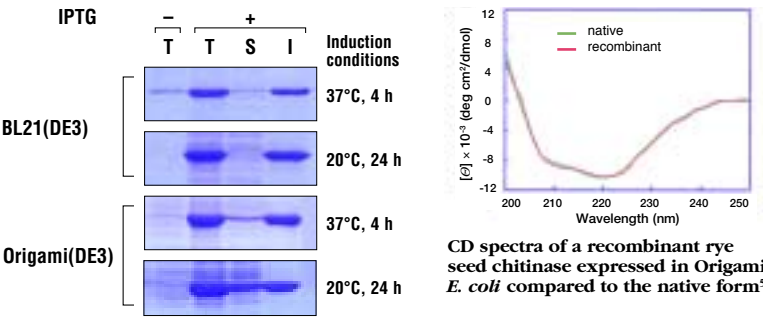 IPTG
–
+
T
T
S
I
Induction
conditions
BL21(DE3)
37°C, 4 h
20°C, 24 h
Origami(DE3)
37°C, 4 h
20°C, 24 h
[Θ] × 10⁻³ (deg cm²/dmol)
12
8
4
0
-4
-8
-12
native
recombinant
200 210 220 230 240 250
Wavelength (nm)
CD spectra of a recombinant rye
seed chitinase expressed in Origami
E. coli compared to the native form